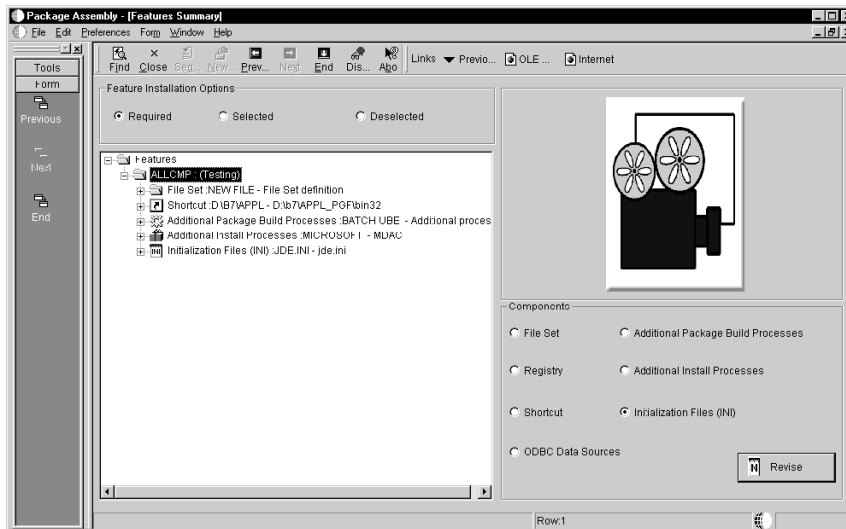 Package Assembly - [Features Summary]
File Edit Preferences Form Window Help
Tools
Form
Previous
Next
End
Find Close Seq... New... Prev... Next End Dis... Abo Links Previo... OLE ... Internet
Feature Installation Options
Required Selected Deselected
Features
ALLCMP : (Testing)
File Set :NEW FILE - File Set definition
Shortcut :D:\B7\APPL - D:\b7\APPL_PGF\bin32
Additional Package Build Processes :BATCH UBE - Additional proces
Additional Install Processes :MICROSOFT - MDAC
Initialization Files (INI) :JDE.INI - jde.ini
Components
File Set Additional Package Build Processes
Registry Additional Install Processes
Shortcut Initialization Files (INI)
ODBC Data Sources
Revise
Row:1